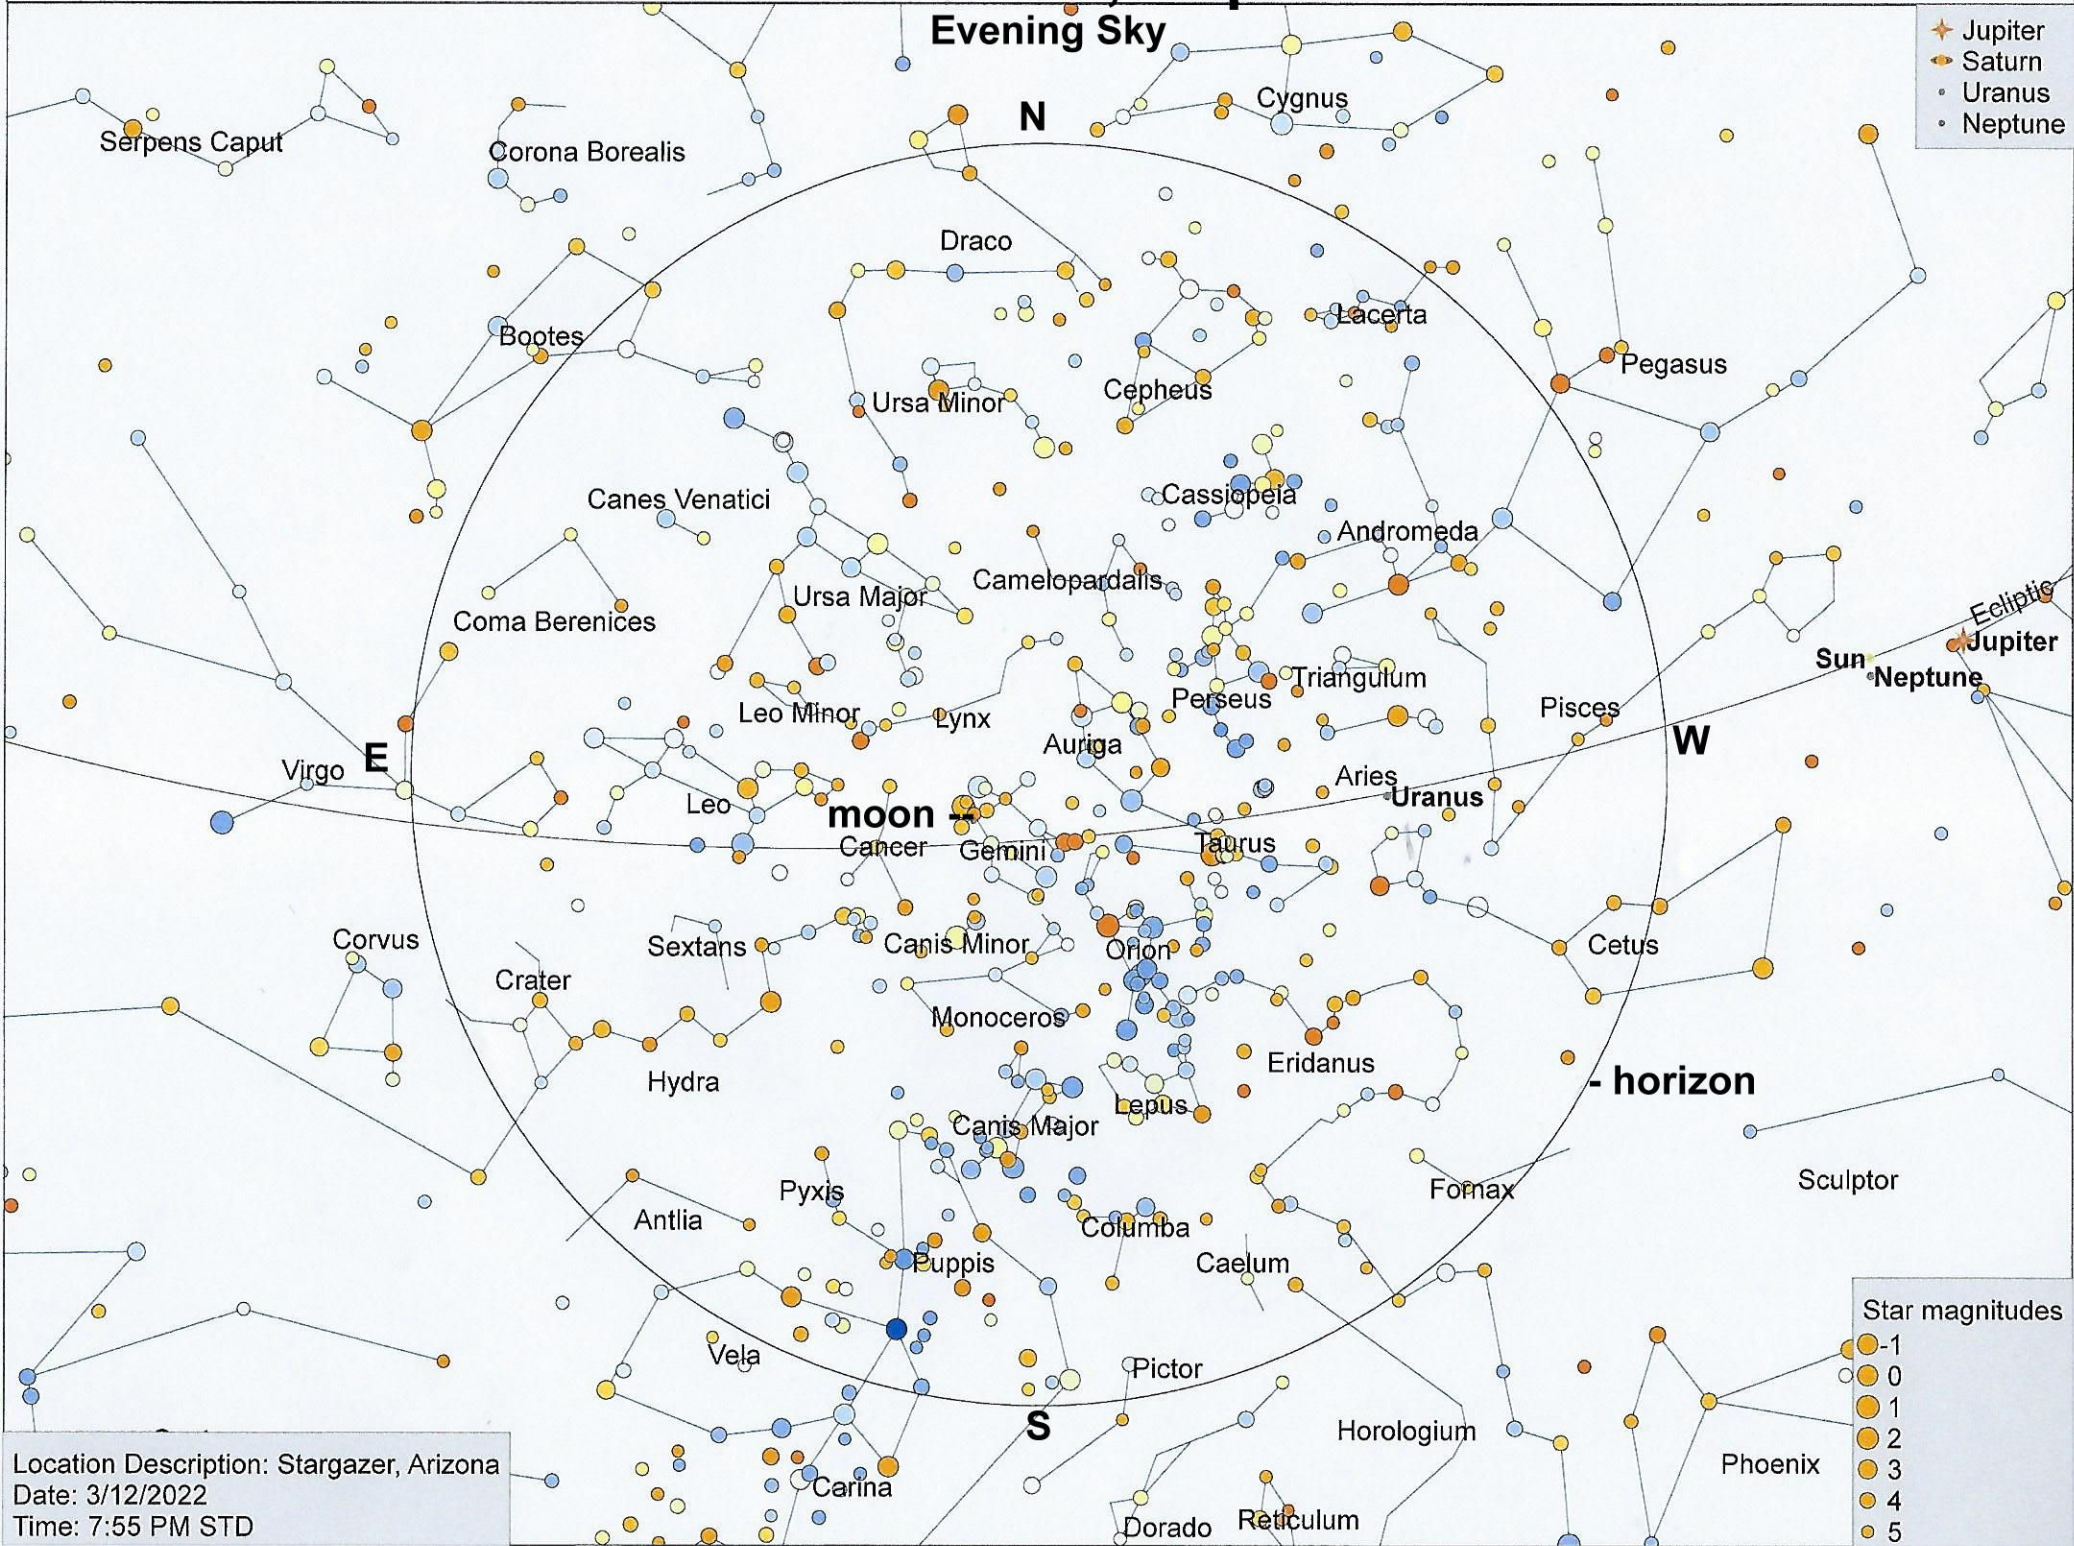 Evening Sky
Jupiter
Saturn
Uranus
Neptune
N
Cygnus
Serpens Caput
Corona Borealis
Draco
Lacerta
Bootes
Pegasus
Ursa Minor
Cepheus
Canes Venatici
Cassiopeia
Andromeda
Camelopardalis
Ursa Major
Ecliptic
Coma Berenices
Jupiter
Sun
Neptune
Triangulum
Perseus
Leo Minor
Lynx
Pisces
Auriga
W
E
Virgo
Aries
Uranus
Leo
moon --
Taurus
Cancer
Gemini
Corvus
Sextans
Canis Minor
Orion
Cetus
Crater
Monoceros
Eridanus
Hydra
- horizon
Lepus
Canis Major
Sculptor
Pyxis
Fornax
Antlia
Columba
Puppis
Caelum
Star magnitudes
-1
0
1
2
3
4
5
Vela
Pictor
S
Horologium
Phoenix
Carina
Dorado
Reticulum
Location Description: Stargazer, Arizona
Date: 3/12/2022
Time: 7:55 PM STD